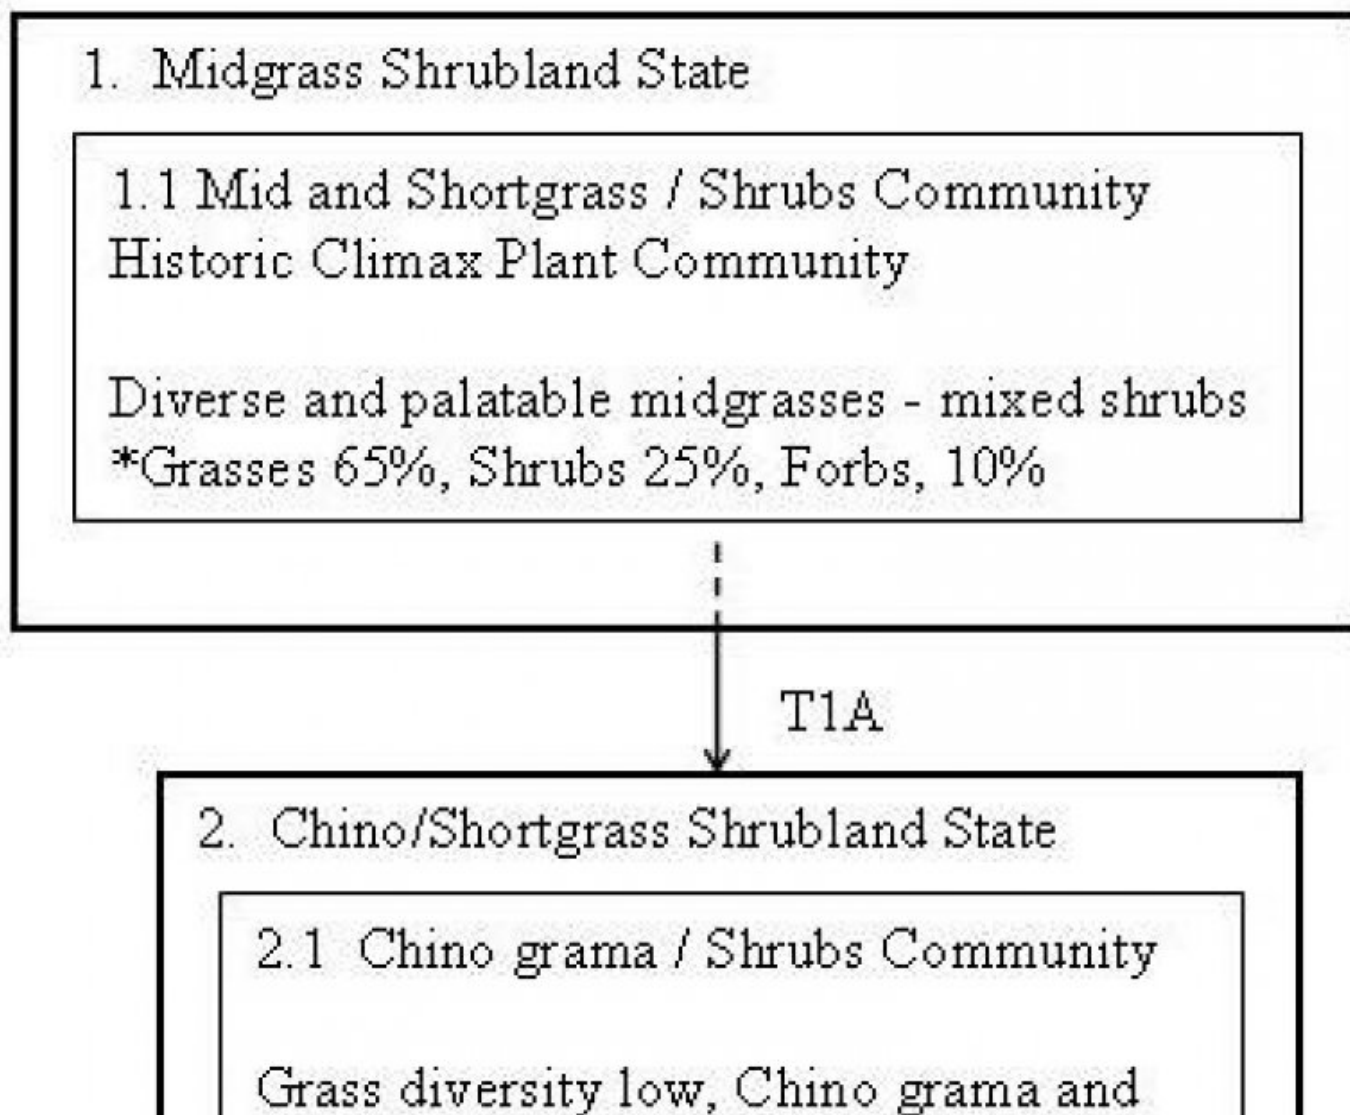 1. Midgrass Shrubland State
1.1 Mid and Shortgrass / Shrubs Community
Historic Climax Plant Community
Diverse and palatable midgrasses - mixed shrubs
*Grasses 65%, Shrubs 25%, Forbs, 10%
T1A
2. Chino/Shortgrass Shrubland State
2.1 Chino grama / Shrubs Community
Grass diversity low, Chino grama and